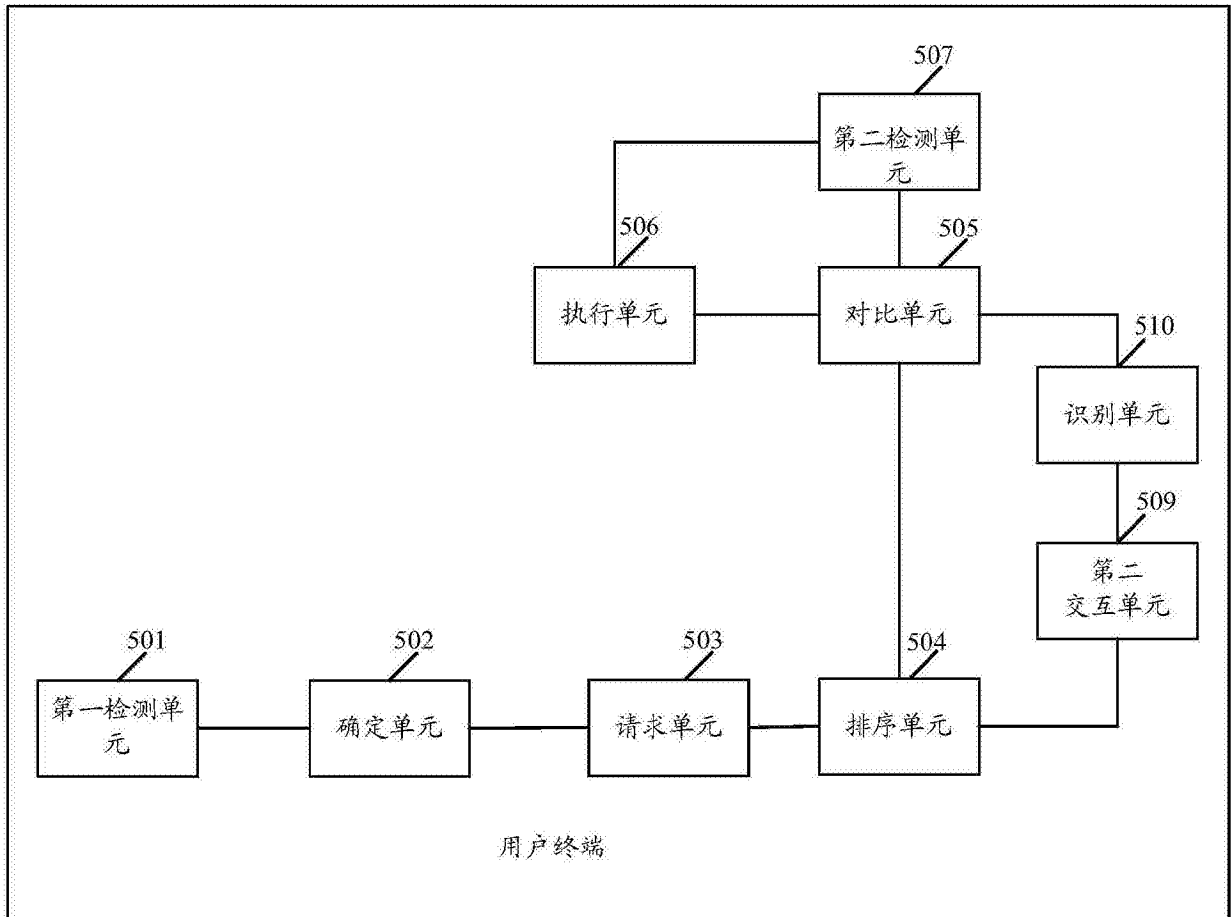 507
第二检测单
元
506
505
执行单元
对比单元
510
识别单元
509
第二
交互单元
501
502
503
504
第一检测单
元
确定单元
请求单元
排序单元
用户终端